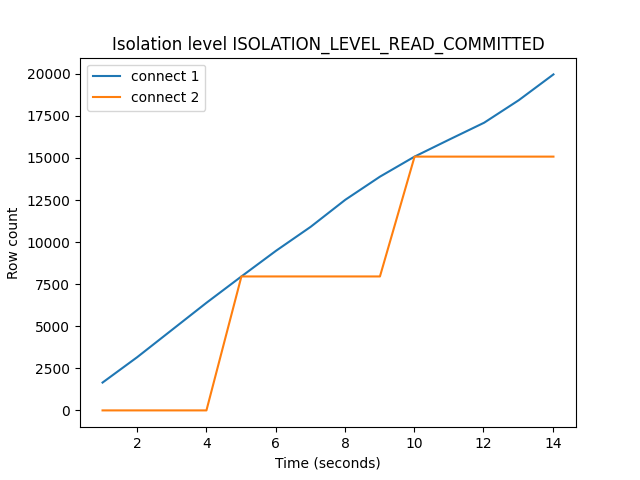 Isolation level ISOLATION_LEVEL_READ_COMMITTED
connect 1
connect 2
20000
17500
15000
12500
10000
7500
5000
2500
0
Row count
2 4 6 8 10 12 14
Time (seconds)